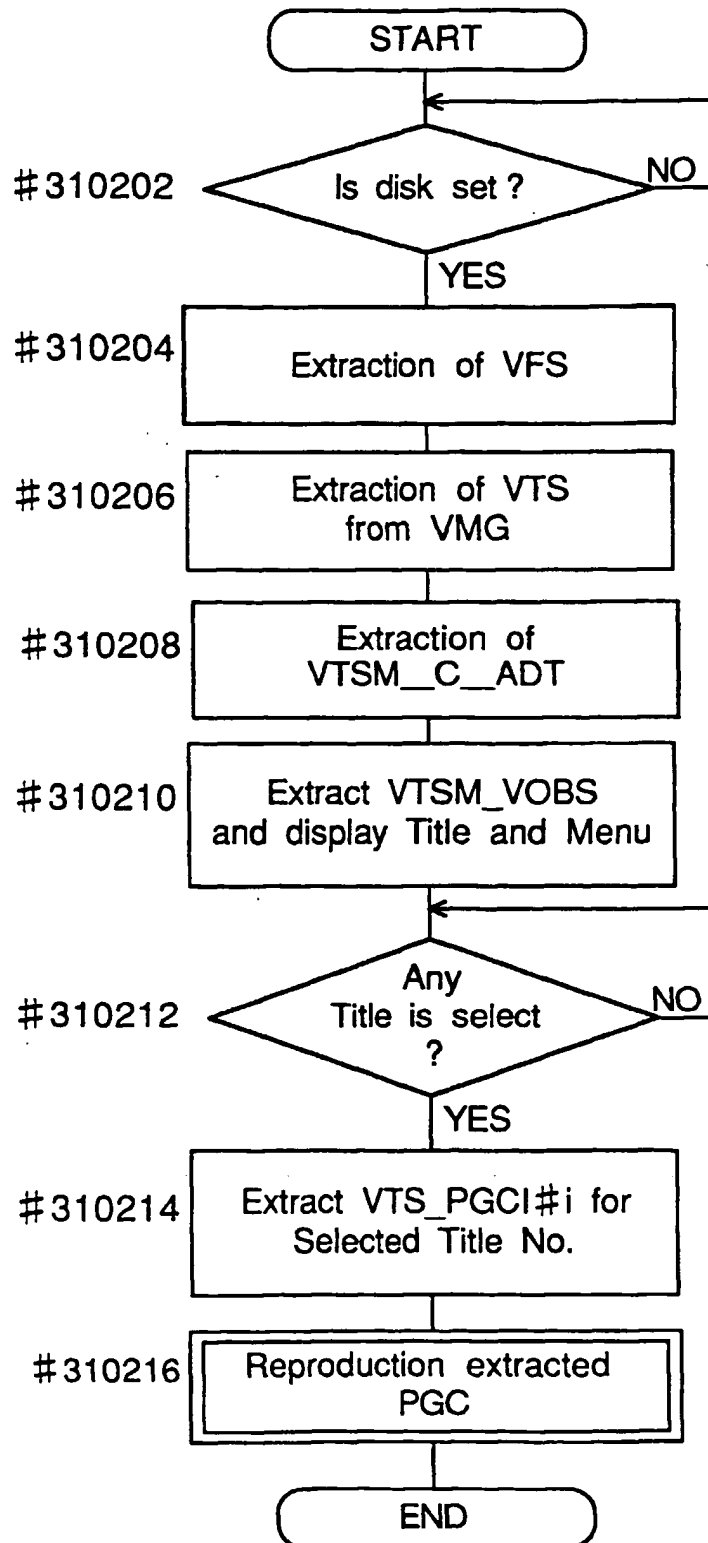 START
#310202
Is disk set ?
NO
YES
#310204
Extraction of VFS
#310206
Extraction of VTS
from VMG
#310208
Extraction of
VTSM__C__ADT
#310210
Extract VTSM_VOBS
and display Title and Menu
#310212
Any
Title is select
?
NO
YES
#310214
Extract VTS_PGCI#i for
Selected Title No.
#310216
Reproduction extracted
PGC
END